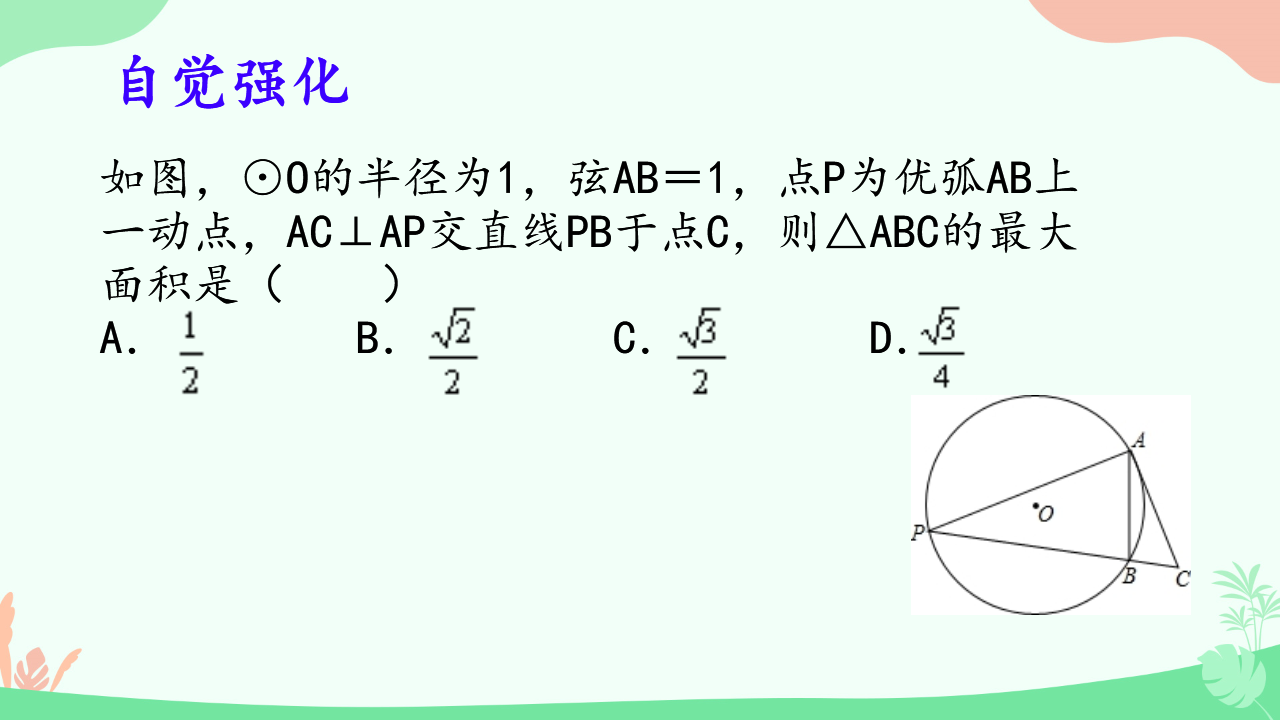 自觉强化
如图，⊙O的半径为1，弦AB＝1，点P为优弧AB上
一动点，AC⊥AP交直线PB于点C，则△ABC的最大
面积是（　　）
A. 1/2 B. √2/2 C. √3/2 D. √3/4
A
O
P
B
C